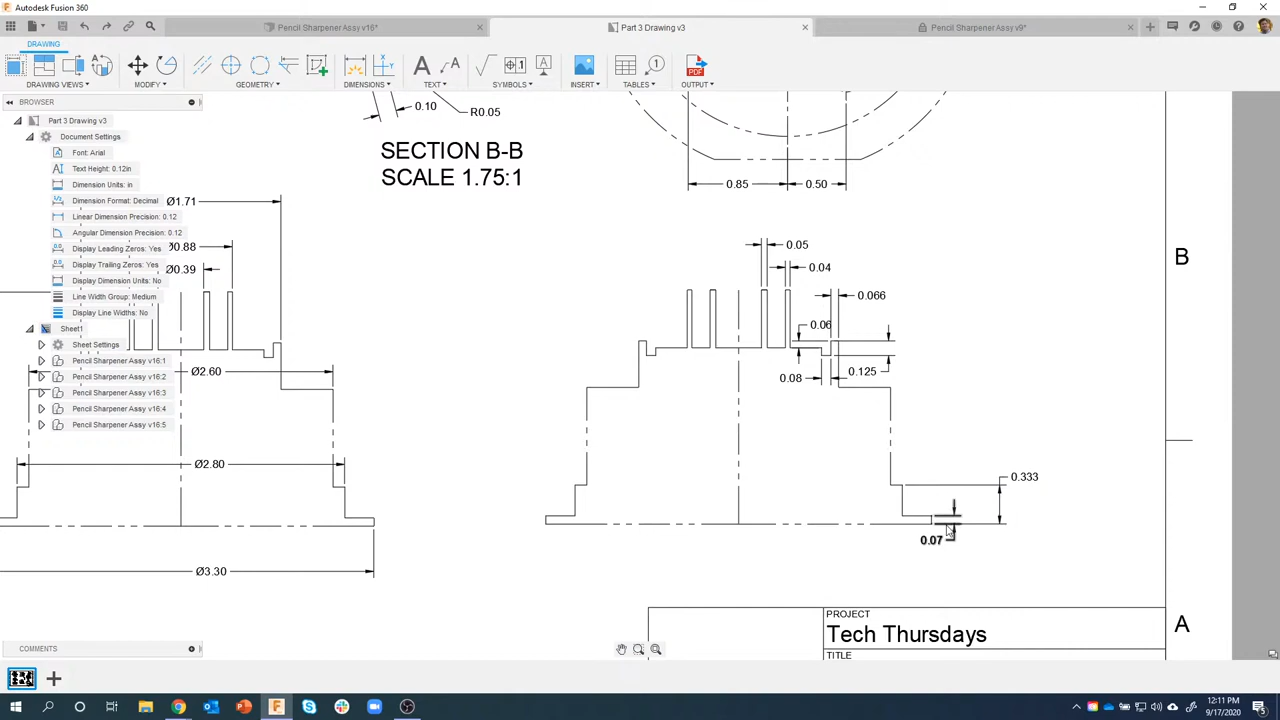 Autodesk Fusion 360
Pencil Sharpener Assy v16*
Part 3 Drawing v3
Pencil Sharpener Assy v9*
DRAWING
DRAWING VIEWS
MODIFY
GEOMETRY
DIMENSIONS
TEXT
SYMBOLS
INSERT
TABLES
OUTPUT
BROWSER
Part 3 Drawing v3
Document Settings
Font: Arial
Text Height: 0.12in
Dimension Units: in
Dimension Format: Decimal
Linear Dimension Precision: 0.12
Angular Dimension Precision: 0.12
Display Leading Zeros: Yes
Display Trailing Zeros: Yes
Display Dimension Units: No
Line Width Group: Medium
Display Line Widths: No
Sheet1
Sheet Settings
Pencil Sharpener Assy v16:1
Pencil Sharpener Assy v16:2
Pencil Sharpener Assy v16:3
Pencil Sharpener Assy v16:4
Pencil Sharpener Assy v16:5
0.10
R0.05
SECTION B-B
SCALE 1.75:1
Ø1.71
Ø0.88
Ø0.39
Ø2.60
Ø2.80
Ø3.30
0.85
0.50
0.05
0.04
0.066
0.06
0.125
0.08
0.333
0.07
B
A
PROJECT
Tech Thursdays
TITLE
COMMENTS
PDF
12:11 PM
9/17/2020